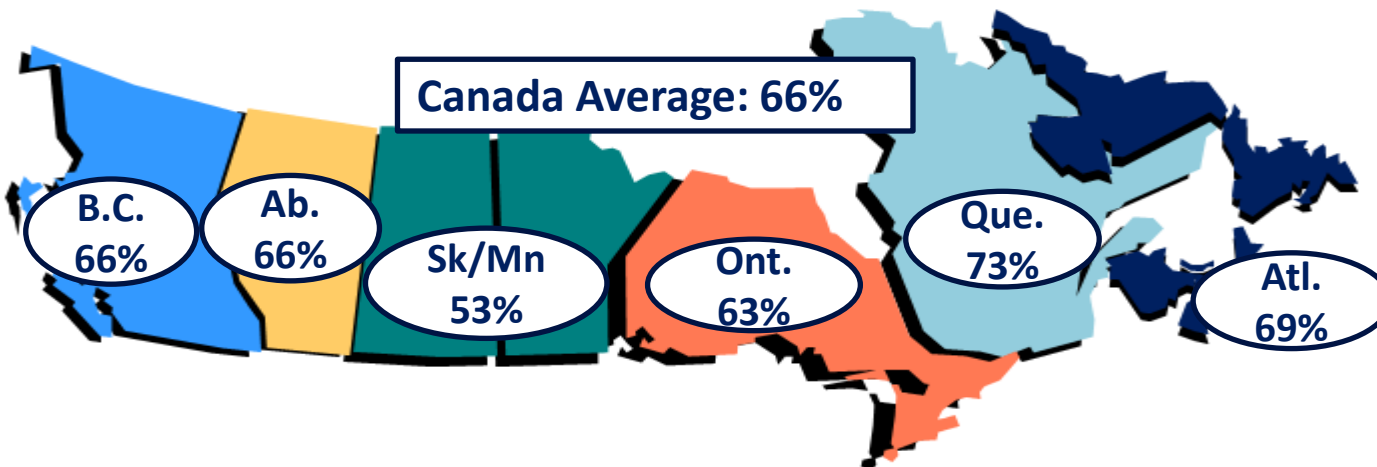 Canada Average: 66%
B.C.
66%
Ab.
66%
Sk/Mn
53%
Ont.
63%
Que.
73%
Atl.
69%